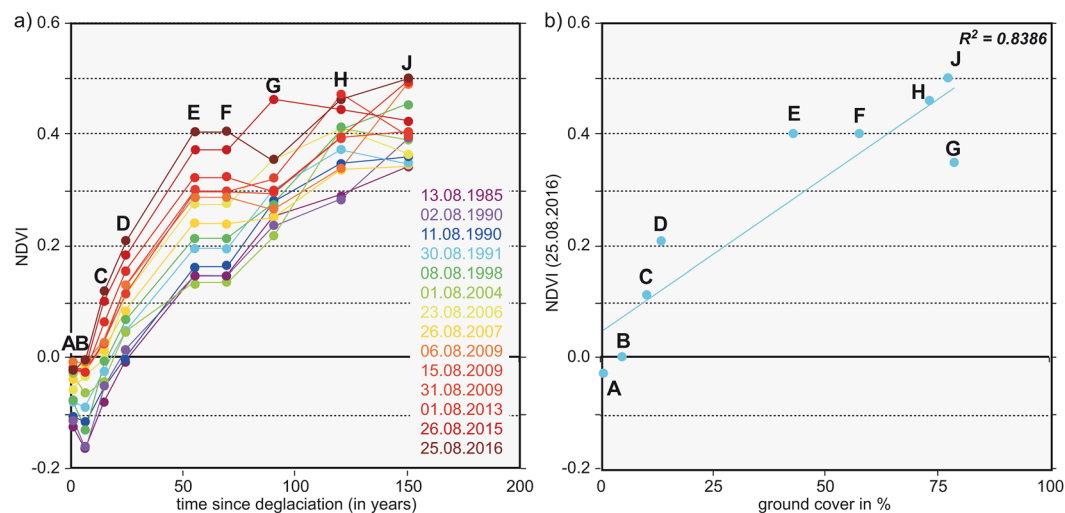 a)
0.6
0.4
0.2
0.0
-0.2
NDVI
A
B
C
D
E
F
G
H
J
13.08.1985
02.08.1990
11.08.1990
30.08.1991
08.08.1998
01.08.2004
23.08.2006
26.08.2007
06.08.2009
15.08.2009
31.08.2009
01.08.2013
26.08.2015
25.08.2016
0 50 100 150 200
time since deglaciation (in years)
b)
0.6
0.4
0.2
0.0
-0.2
NDVI (25.08.2016)
R² = 0.8386
A
B
C
D
E
F
G
H
J
0 25 50 75 100
ground cover in %